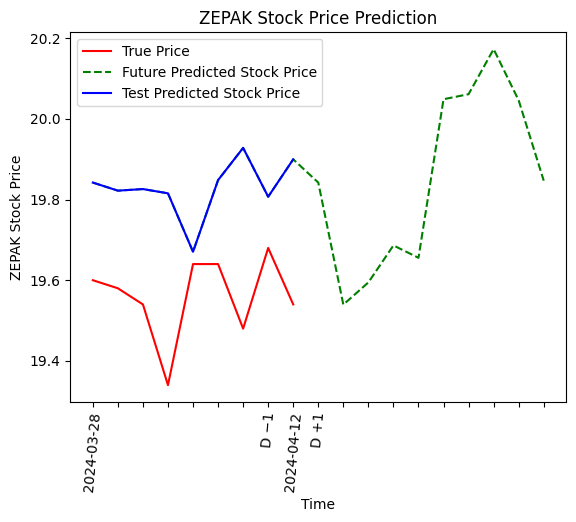 ZEPAK Stock Price Prediction
True Price
Future Predicted Stock Price
Test Predicted Stock Price
ZEPAK Stock Price
20.2
20.0
19.8
19.6
19.4
2024-03-28
D −1
2024-04-12
D +1
Time